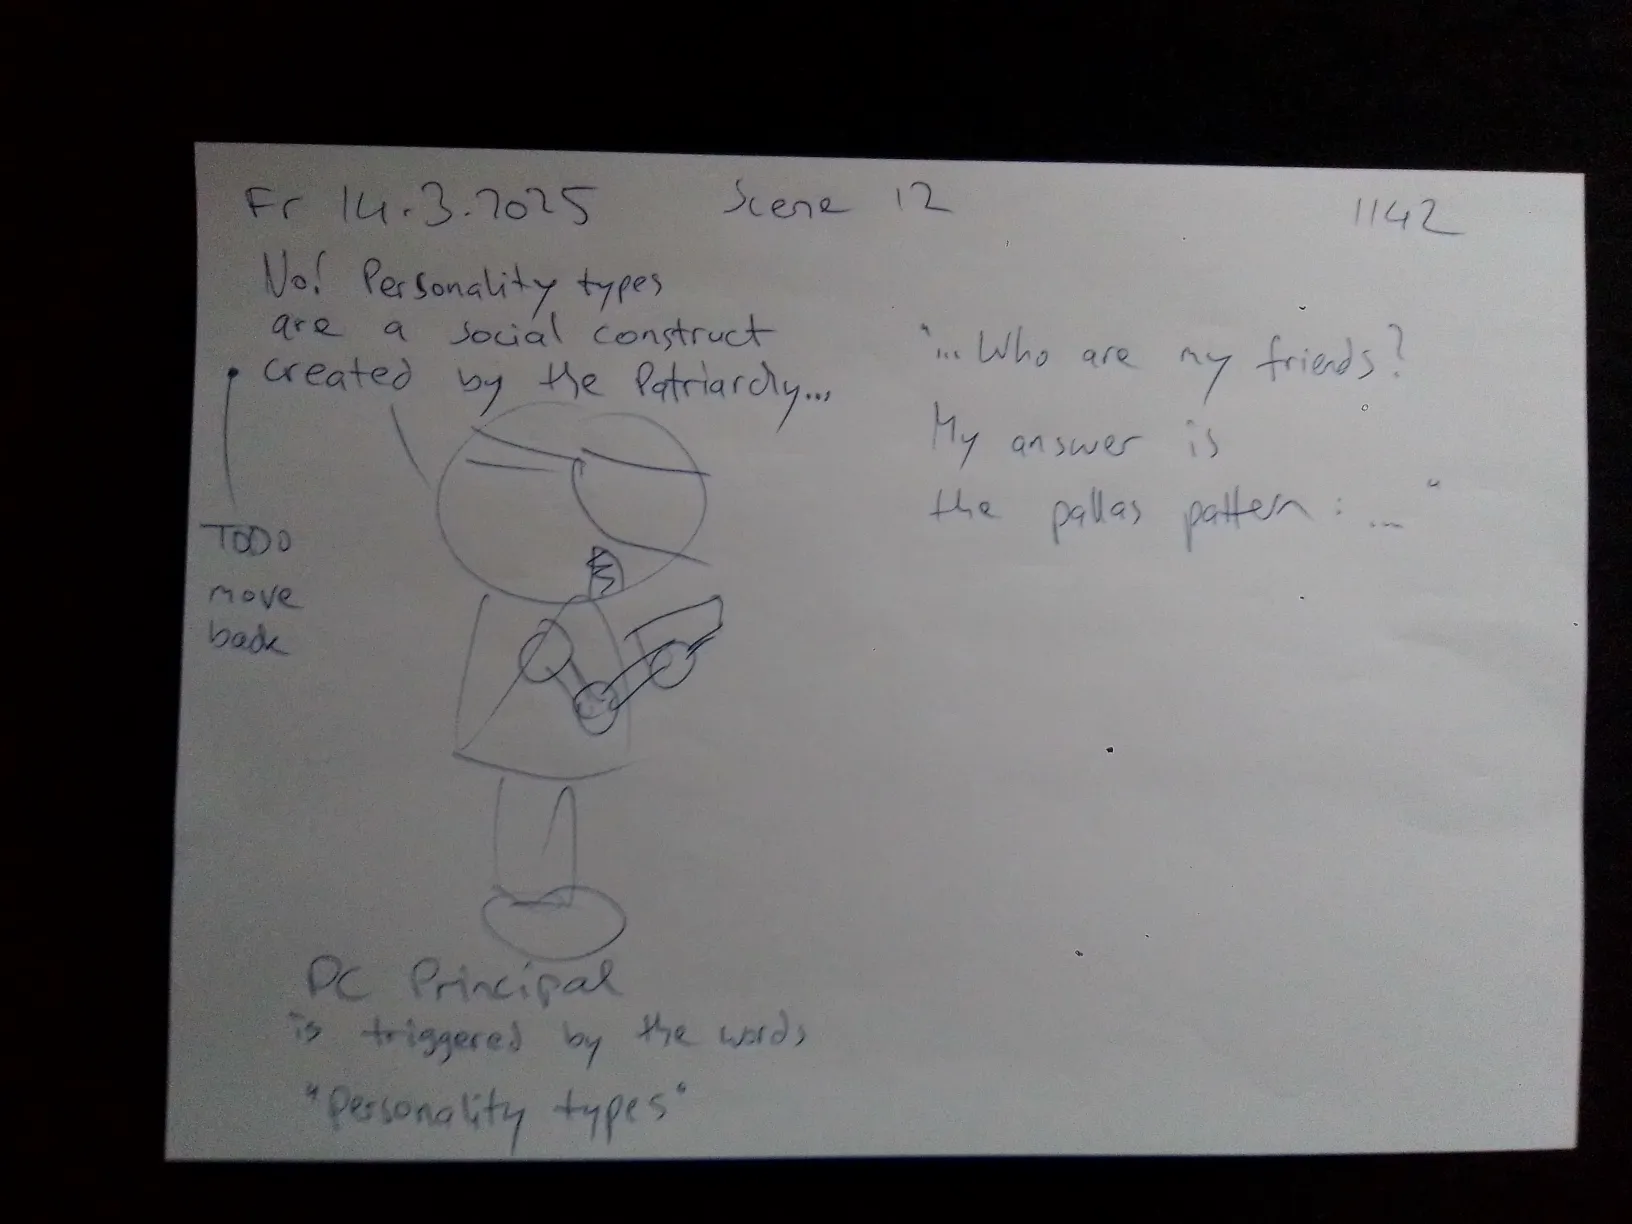 Fr 14.3.2025 Scene 12 1142
No! Personality types
are a social construct
created by the Patriarchy...
TODO
move
back
"... Who are my friends?
My answer is
the pallas pattern: ... "
PC Principal
is triggered by the words
"Personality types"